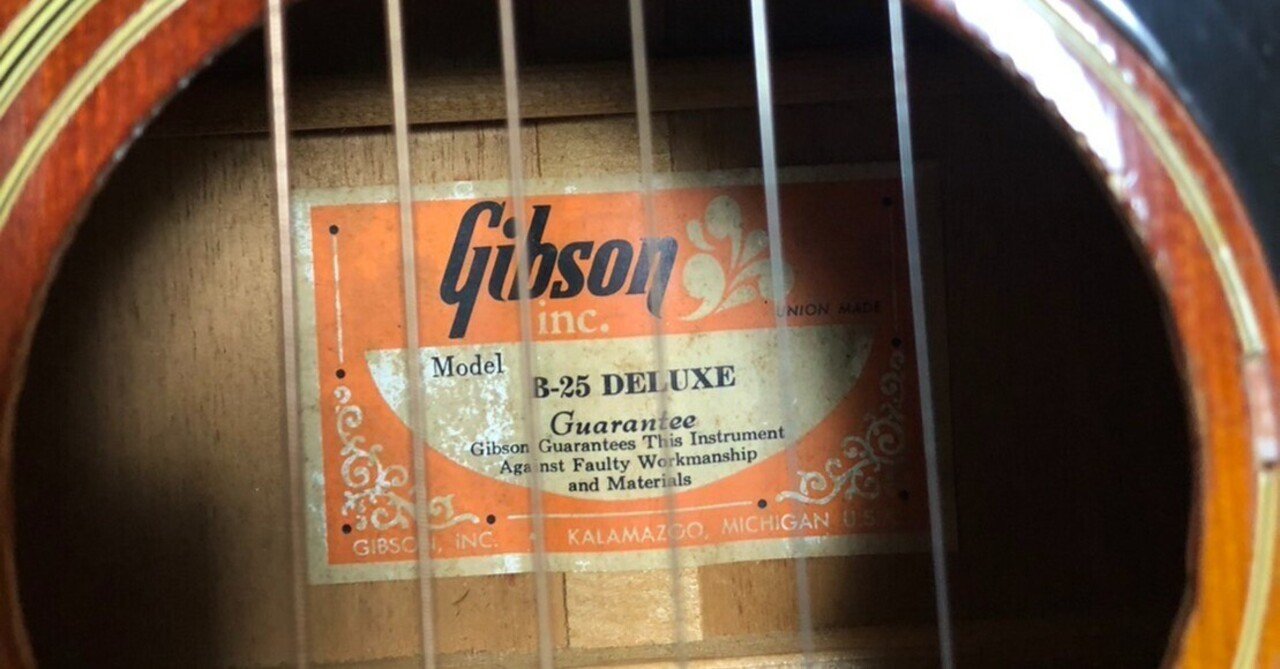 Gibson
inc.
UNION MADE
Model B-25 DELUXE
Guarantee
Gibson Guarantees This Instrument
Against Faulty Workmanship
and Materials
GIBSON, INC. KALAMAZOO, MICHIGAN U.S.A.